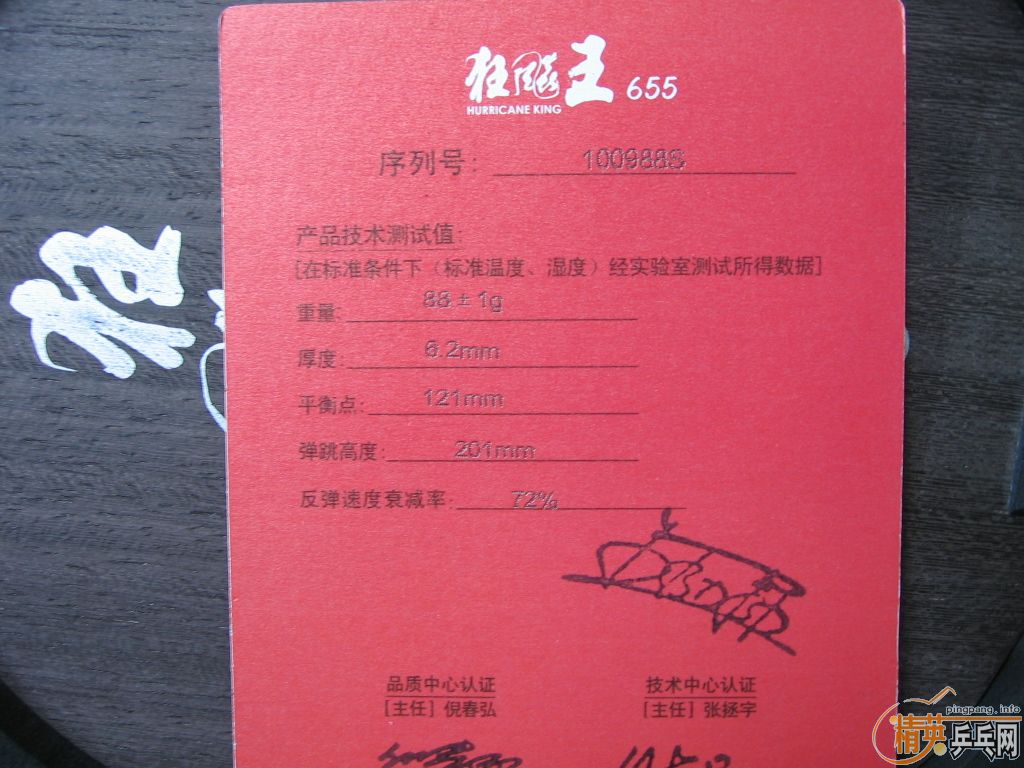 狂飚王 655
HURRICANE KING
序列号: 100988S
产品技术测试值:
[在标准条件下（标准温度、湿度）经实验室测试所得数据]
重量: 88±1g
厚度: 6.2mm
平衡点: 121mm
弹跳高度: 201mm
反弹速度衰减率: 72%
品质中心认证 技术中心认证
[主任] 倪春弘 [主任] 张拯宇
狂
pingpang.info
精英乒乓网